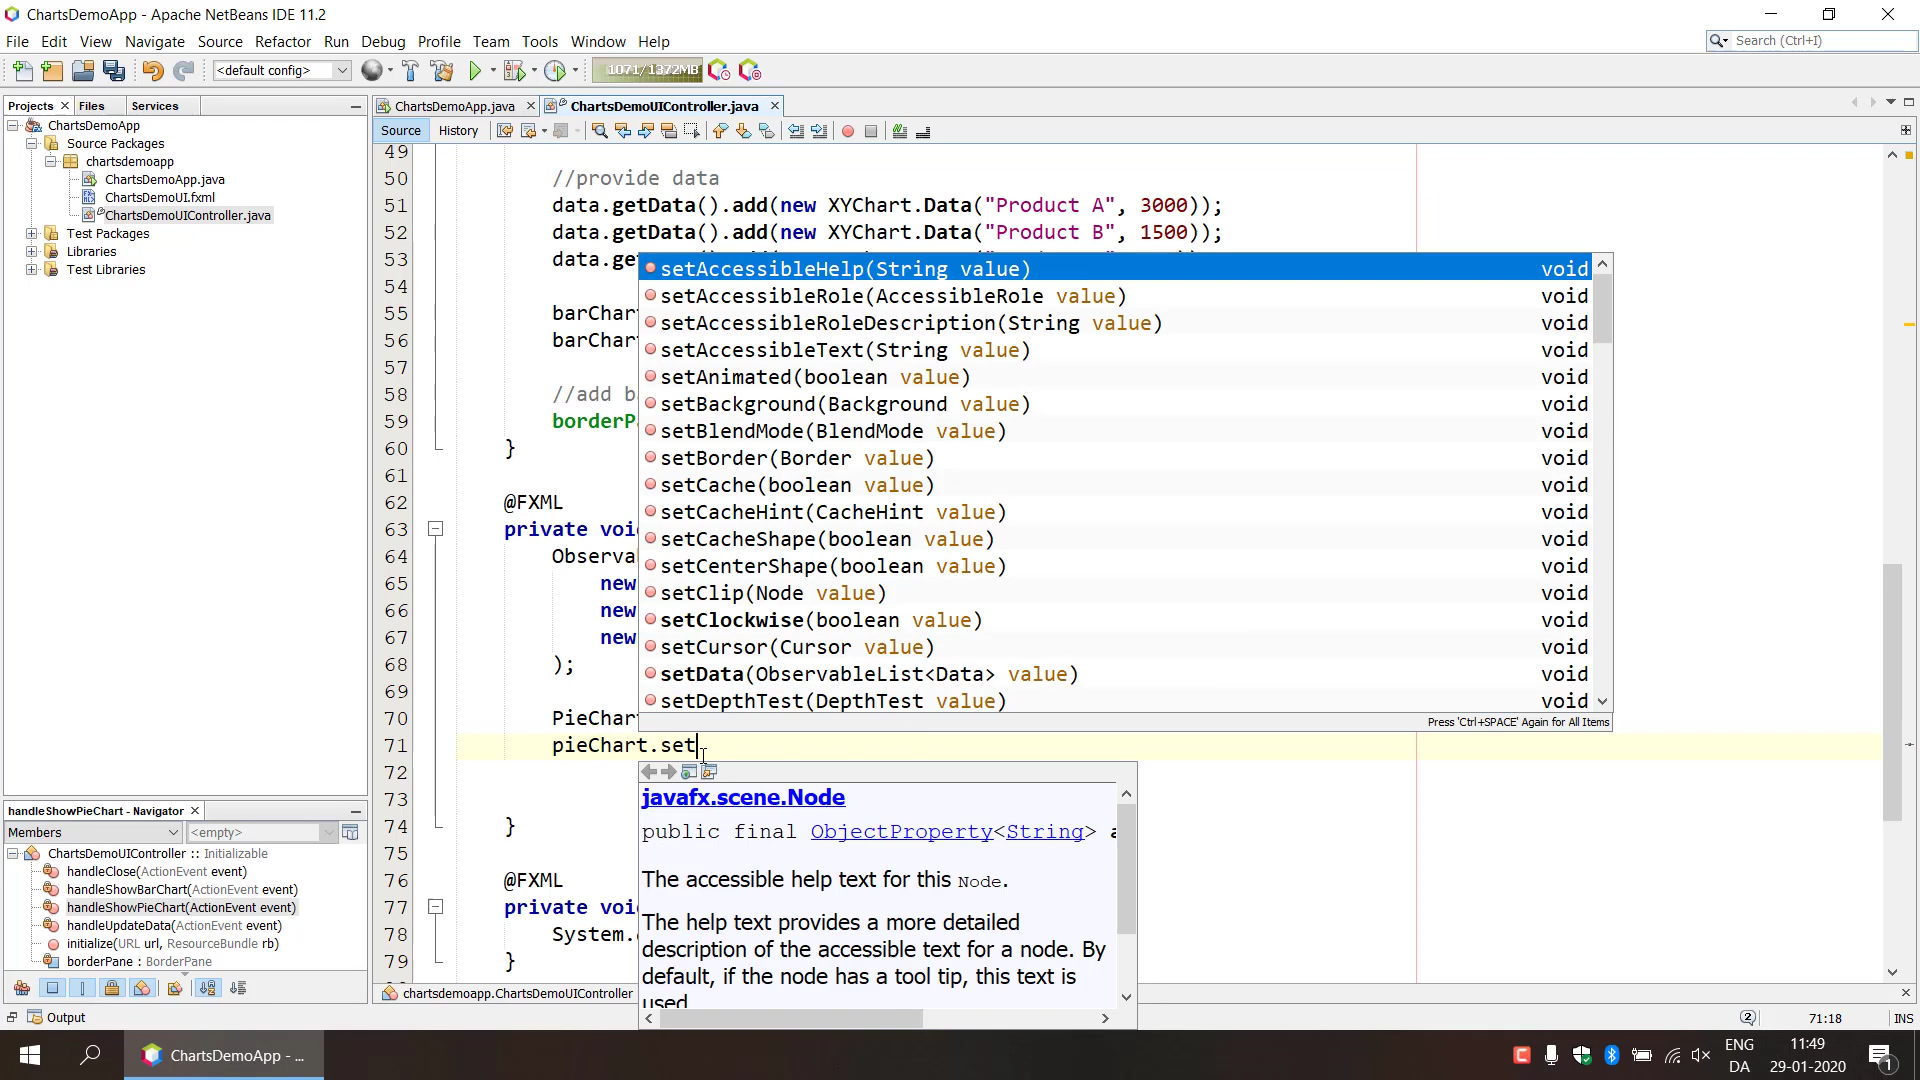 ChartsDemoApp - Apache NetBeans IDE 11.2
File Edit View Navigate Source Refactor Run Debug Profile Team Tools Window Help
Search (Ctrl+I)
<default config>
1071/1372MB
Projects Files Services
ChartsDemoApp.java ChartsDemoUIController.java
Source History
ChartsDemoApp
Source Packages
chartsdemoapp
ChartsDemoApp.java
ChartsDemoUI.fxml
ChartsDemoUIController.java
Test Packages
Libraries
Test Libraries
49
50 //provide data
51 data.getData().add(new XYChart.Data("Product A", 3000));
52 data.getData().add(new XYChart.Data("Product B", 1500));
53 data.ge
54
55 barChar
56 barChar
57
58 //add b
59 borderP
60 }
61
62 @FXML
63 private voi
64 Observa
65 new
66 new
67 new
68 );
69
70 PieChar
71 pieChart.set
72
73
74 }
75
76 @FXML
77 private voi
78 System.
79 }
setAccessibleHelp(String value) void
setAccessibleRole(AccessibleRole value) void
setAccessibleRoleDescription(String value) void
setAccessibleText(String value) void
setAnimated(boolean value) void
setBackground(Background value) void
setBlendMode(BlendMode value) void
setBorder(Border value) void
setCache(boolean value) void
setCacheHint(CacheHint value) void
setCacheShape(boolean value) void
setCenterShape(boolean value) void
setClip(Node value) void
setClockwise(boolean value) void
setCursor(Cursor value) void
setData(ObservableList<Data> value) void
setDepthTest(DepthTest value) void
Press 'Ctrl+SPACE' Again for All Items
javafx.scene.Node
public final ObjectProperty<String> a
The accessible help text for this Node.
The help text provides a more detailed
description of the accessible text for a node. By
default, if the node has a tool tip, this text is
used
handleShowPieChart - Navigator
Members <empty>
ChartsDemoUIController :: Initializable
handleClose(ActionEvent event)
handleShowBarChart(ActionEvent event)
handleShowPieChart(ActionEvent event)
handleUpdateData(ActionEvent event)
initialize(URL url, ResourceBundle rb)
borderPane : BorderPane
chartsdemoapp.ChartsDemoUIController
Output
2
71:18
INS
ChartsDemoApp - ...
ENG
DA
11:49
29-01-2020
1